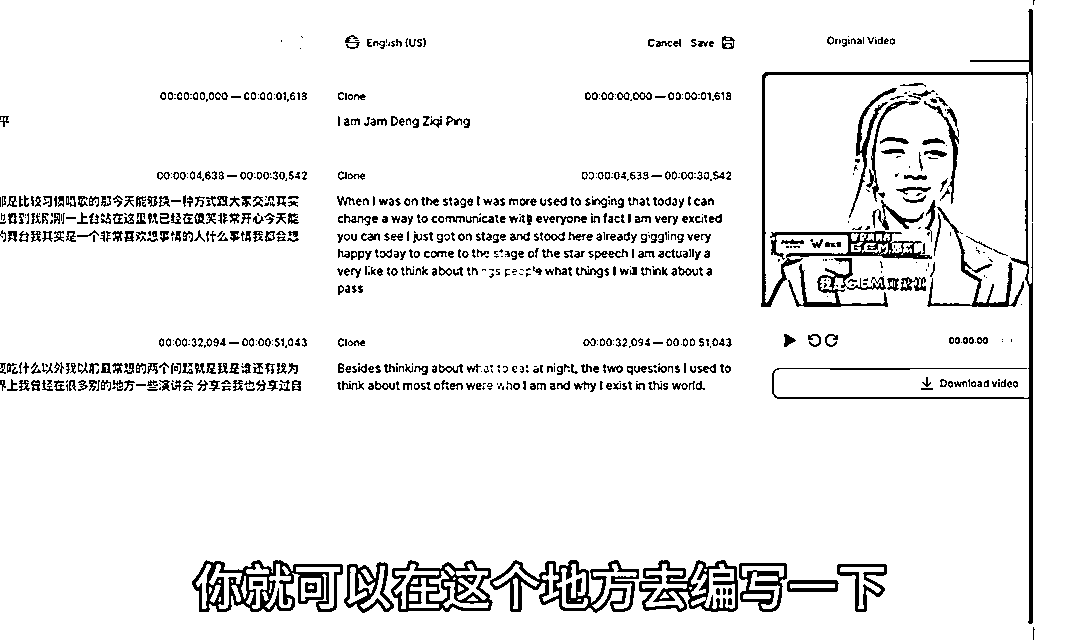 English (US)
Cancel Save
Original Video
00:00:00,000 — 00:00:01,618
Clone
00:00:00,000 — 00:00:01,618
平
I am Jam Deng Ziqi Ping
00:00:04,638 — 00:00:30,542
Clone
00:00:04,638 — 00:00:30,542
都是比较习惯唱歌的那今天能够换一种方式跟大家交流其实
When I was on the stage I was more used to singing that today I can
也看到我刚刚一上台站在这里就已经在傻笑非常开心今天能
change a way to communicate with everyone in fact I am very excited
的舞台我其实是一个非常喜欢想事情的人什么事情我都会想
you can see I just got on stage and stood here already giggling very
happy today to come to the stage of the star speech I am actually a
very like to think about things people what things I will think about a
pass
00:00:32,094 — 00:00:51,043
Clone
00:00:32,094 — 00:00:51,043
吃什么以外我以前最常想的两个问题就是我是谁还有我为
Besides thinking about what to eat at night, the two questions I used to
界上我曾经在很多别的地方一些演讲会 分享会我也分享过自
think about most often were who I am and why I exist in this world.
00:00:00
Download video
你就可以在这个地方去编写一下